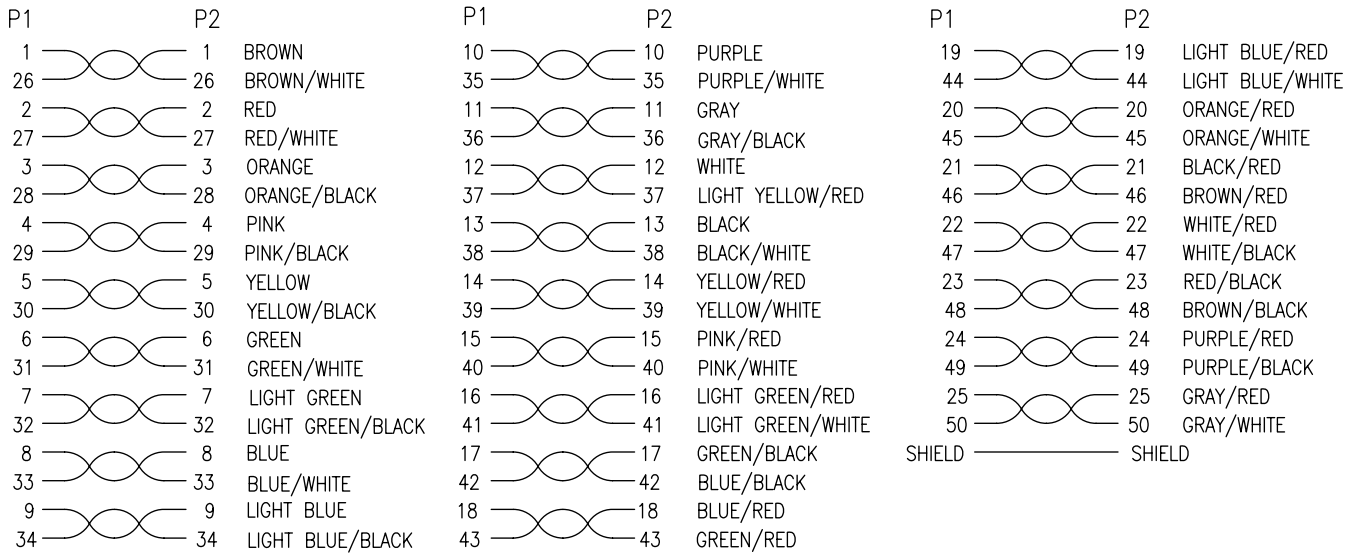 P1 P2
1 1 BROWN
26 26 BROWN/WHITE
2 2 RED
27 27 RED/WHITE
3 3 ORANGE
28 28 ORANGE/BLACK
4 4 PINK
29 29 PINK/BLACK
5 5 YELLOW
30 30 YELLOW/BLACK
6 6 GREEN
31 31 GREEN/WHITE
7 7 LIGHT GREEN
32 32 LIGHT GREEN/BLACK
8 8 BLUE
33 33 BLUE/WHITE
9 9 LIGHT BLUE
34 34 LIGHT BLUE/BLACK
P1 P2
10 10 PURPLE
35 35 PURPLE/WHITE
11 11 GRAY
36 36 GRAY/BLACK
12 12 WHITE
37 37 LIGHT YELLOW/RED
13 13 BLACK
38 38 BLACK/WHITE
14 14 YELLOW/RED
39 39 YELLOW/WHITE
15 15 PINK/RED
40 40 PINK/WHITE
16 16 LIGHT GREEN/RED
41 41 LIGHT GREEN/WHITE
17 17 GREEN/BLACK
42 42 BLUE/BLACK
18 18 BLUE/RED
43 43 GREEN/RED
P1 P2
19 19 LIGHT BLUE/RED
44 44 LIGHT BLUE/WHITE
20 20 ORANGE/RED
45 45 ORANGE/WHITE
21 21 BLACK/RED
46 46 BROWN/RED
22 22 WHITE/RED
47 47 WHITE/BLACK
23 23 RED/BLACK
48 48 BROWN/BLACK
24 24 PURPLE/RED
49 49 PURPLE/BLACK
25 25 GRAY/RED
50 50 GRAY/WHITE
SHIELD SHIELD